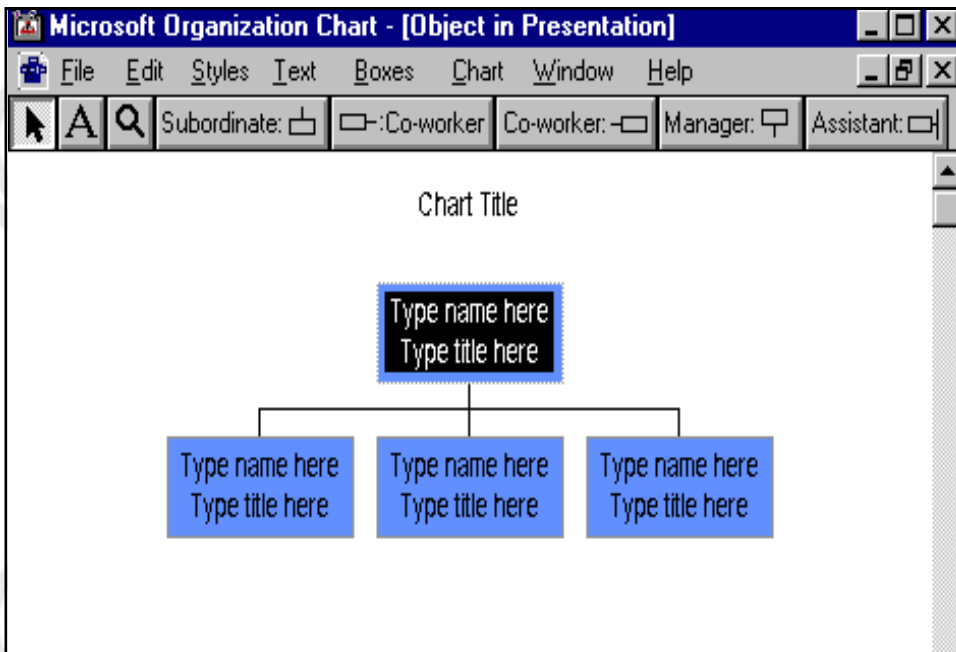 Microsoft Organization Chart - [Object in Presentation]
File Edit Styles Text Boxes Chart Window Help
A Subordinate: :Co-worker Co-worker: Manager: Assistant:
Chart Title
Type name here
Type title here
Type name here
Type title here
Type name here
Type title here
Type name here
Type title here